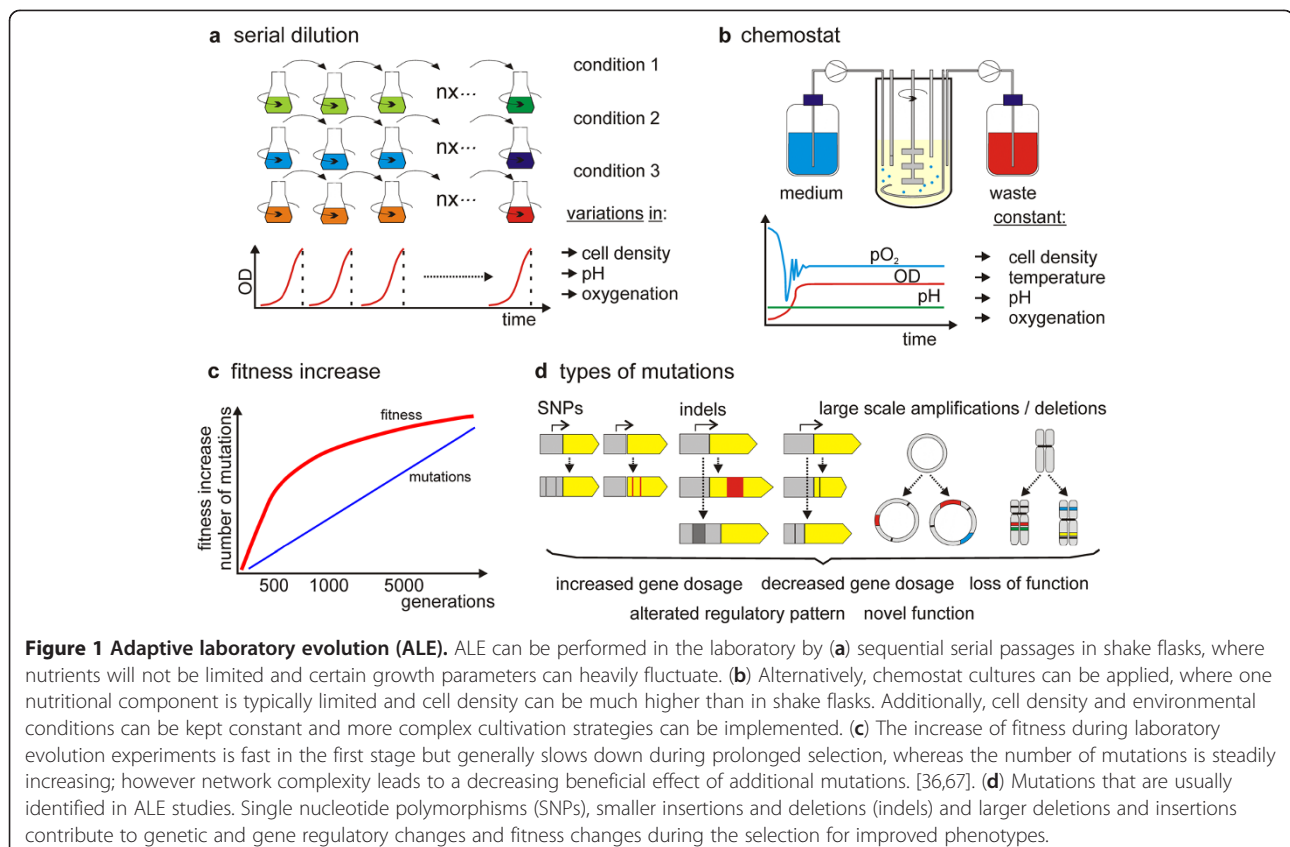 a serial dilution
condition 1
nx...
condition 2
nx...
condition 3
nx...
variations in:
cell density
pH
oxygenation
OD
time
b chemostat
medium
waste
constant:
pO2
OD
pH
cell density
temperature
pH
oxygenation
time
c fitness increase
fitness increase
number of mutations
fitness
mutations
500 1000 5000
generations
d types of mutations
SNPs indels large scale amplifications / deletions
increased gene dosage decreased gene dosage loss of function
alterated regulatory pattern novel function
Figure 1 Adaptive laboratory evolution (ALE). ALE can be performed in the laboratory by (a) sequential serial passages in shake flasks, where
nutrients will not be limited and certain growth parameters can heavily fluctuate. (b) Alternatively, chemostat cultures can be applied, where one
nutritional component is typically limited and cell density can be much higher than in shake flasks. Additionally, cell density and environmental
conditions can be kept constant and more complex cultivation strategies can be implemented. (c) The increase of fitness during laboratory
evolution experiments is fast in the first stage but generally slows down during prolonged selection, whereas the number of mutations is steadily
increasing; however network complexity leads to a decreasing beneficial effect of additional mutations. [36,67]. (d) Mutations that are usually
identified in ALE studies. Single nucleotide polymorphisms (SNPs), smaller insertions and deletions (indels) and larger deletions and insertions
contribute to genetic and gene regulatory changes and fitness changes during the selection for improved phenotypes.